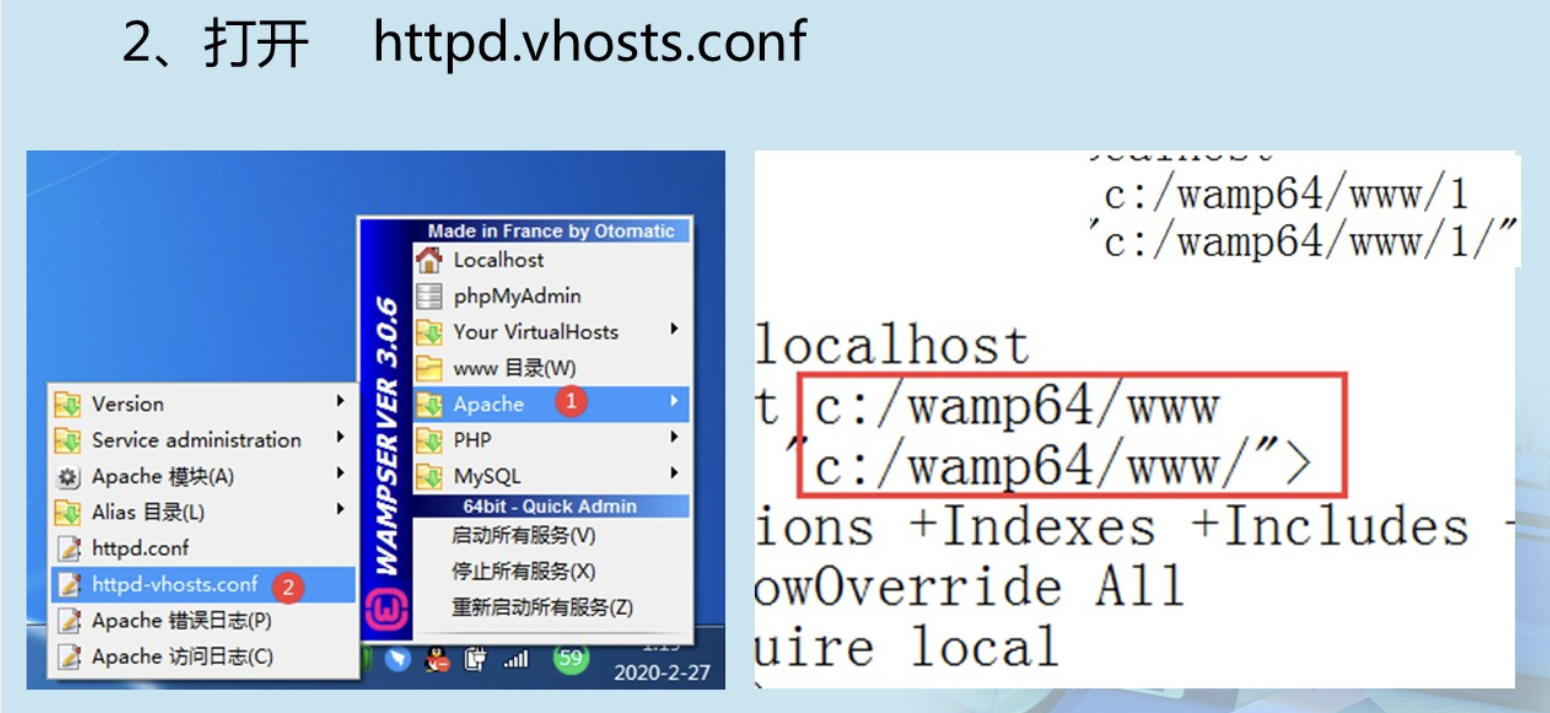 2、打开 httpd.vhosts.conf
Made in France by Otomatic
Localhost
phpMyAdmin
Your VirtualHosts
www 目录(W)
Apache 1
PHP
MySQL
64bit - Quick Admin
启动所有服务(V)
停止所有服务(X)
重新启动所有服务(Z)
WAMPSERVER 3.0.6
Version
Service administration
Apache 模块(A)
Alias 目录(L)
httpd.conf
httpd-vhosts.conf 2
Apache 错误日志(P)
Apache 访问日志(C)
59
2020-2-27
c:/wamp64/www/1
"c:/wamp64/www/1/"
localhost
t c:/wamp64/www
"c:/wamp64/www/">
ions +Indexes +Includes
owOverride All
uire local